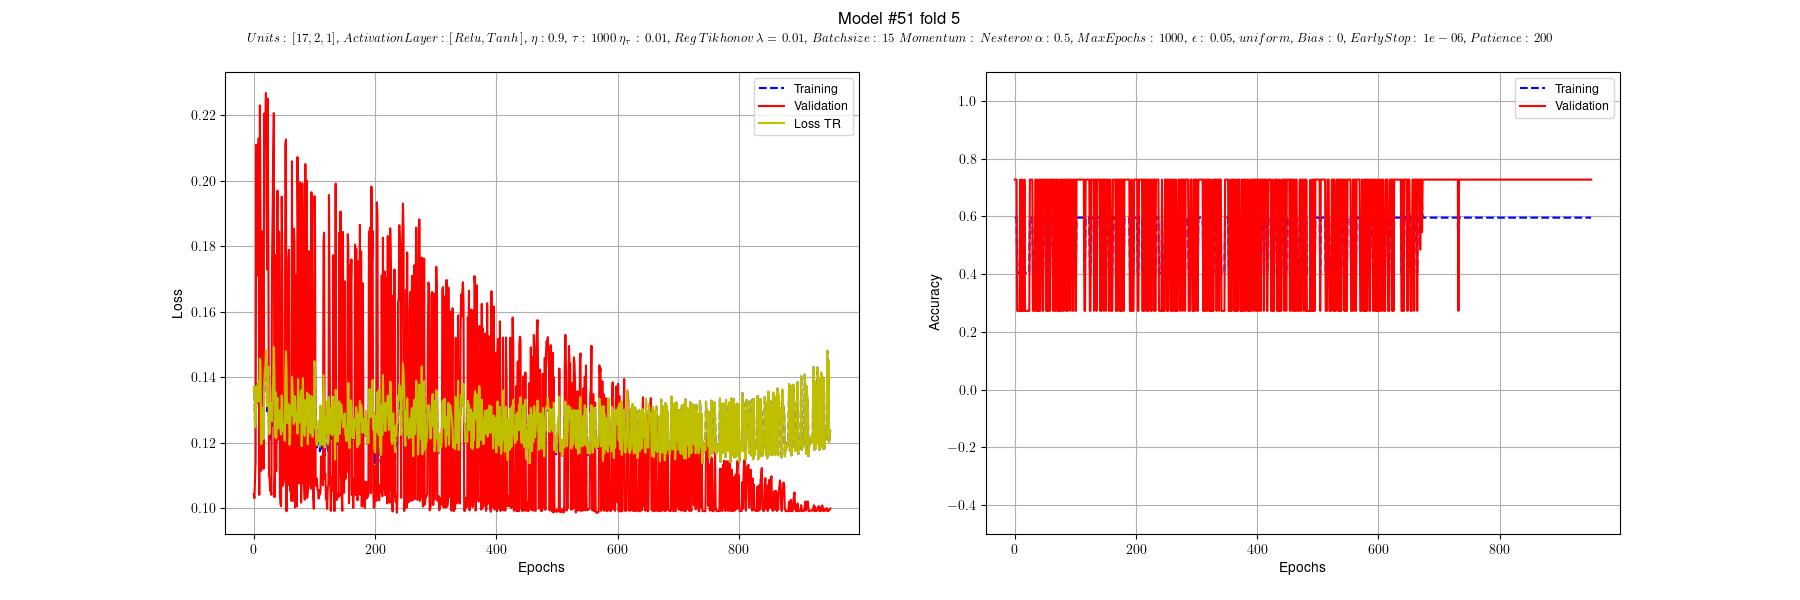 Model #51 fold 5
Units : [17, 2, 1], ActivationLayer : [Relu, Tanh], η : 0.9, τ : 1000 η_τ : 0.01, Reg Tikhonov λ = 0.01, Batchsize : 15 Momentum : Nesterov α : 0.5, MaxEpochs : 1000, ϵ : 0.05, uniform, Bias : 0, EarlyStop : 1e − 06, Patience : 200
Training
Validation
Loss TR
0.22
0.20
0.18
0.16
0.14
0.12
0.10
Loss
0
200
400
600
800
Epochs
Training
Validation
1.0
0.8
0.6
0.4
0.2
0.0
−0.2
−0.4
Accuracy
0
200
400
600
800
Epochs